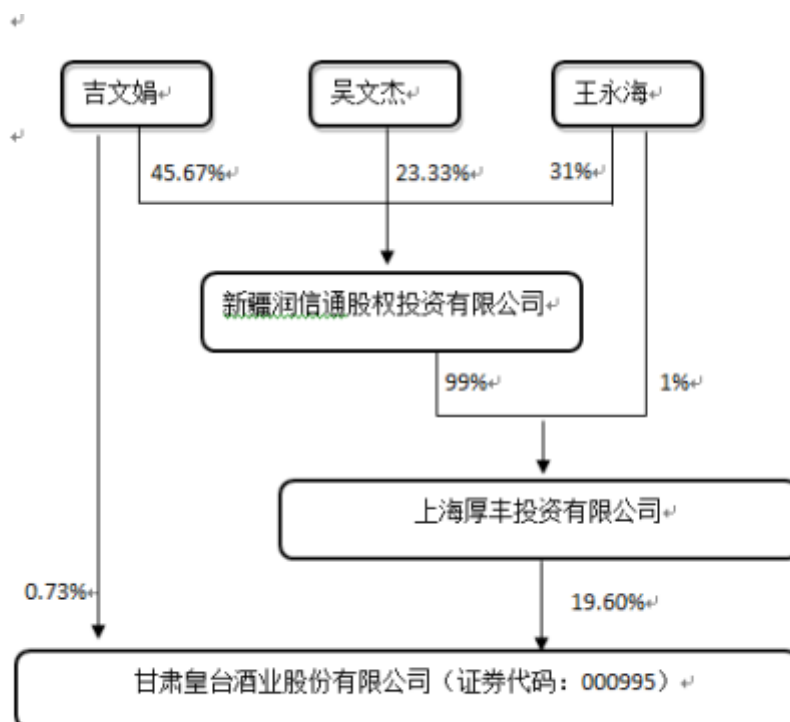 吉文娟
吴文杰
王永海
45.67%
23.33%
31%
新疆润信通股权投资有限公司
99%
1%
上海厚丰投资有限公司
0.73%
19.60%
甘肃皇台酒业股份有限公司（证券代码：000995）